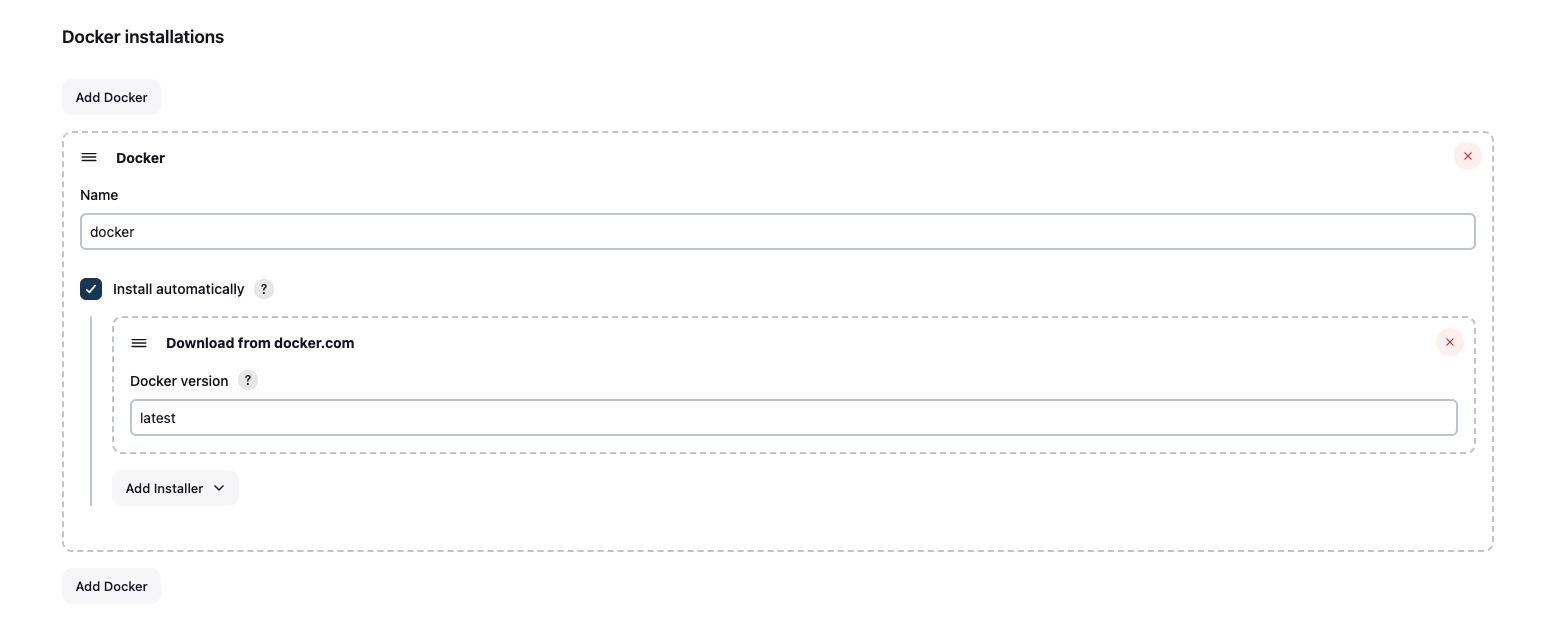 Docker installations
Add Docker
Docker
Name
docker
Install automatically ?
Download from docker.com
Docker version ?
latest
Add Installer
Add Docker